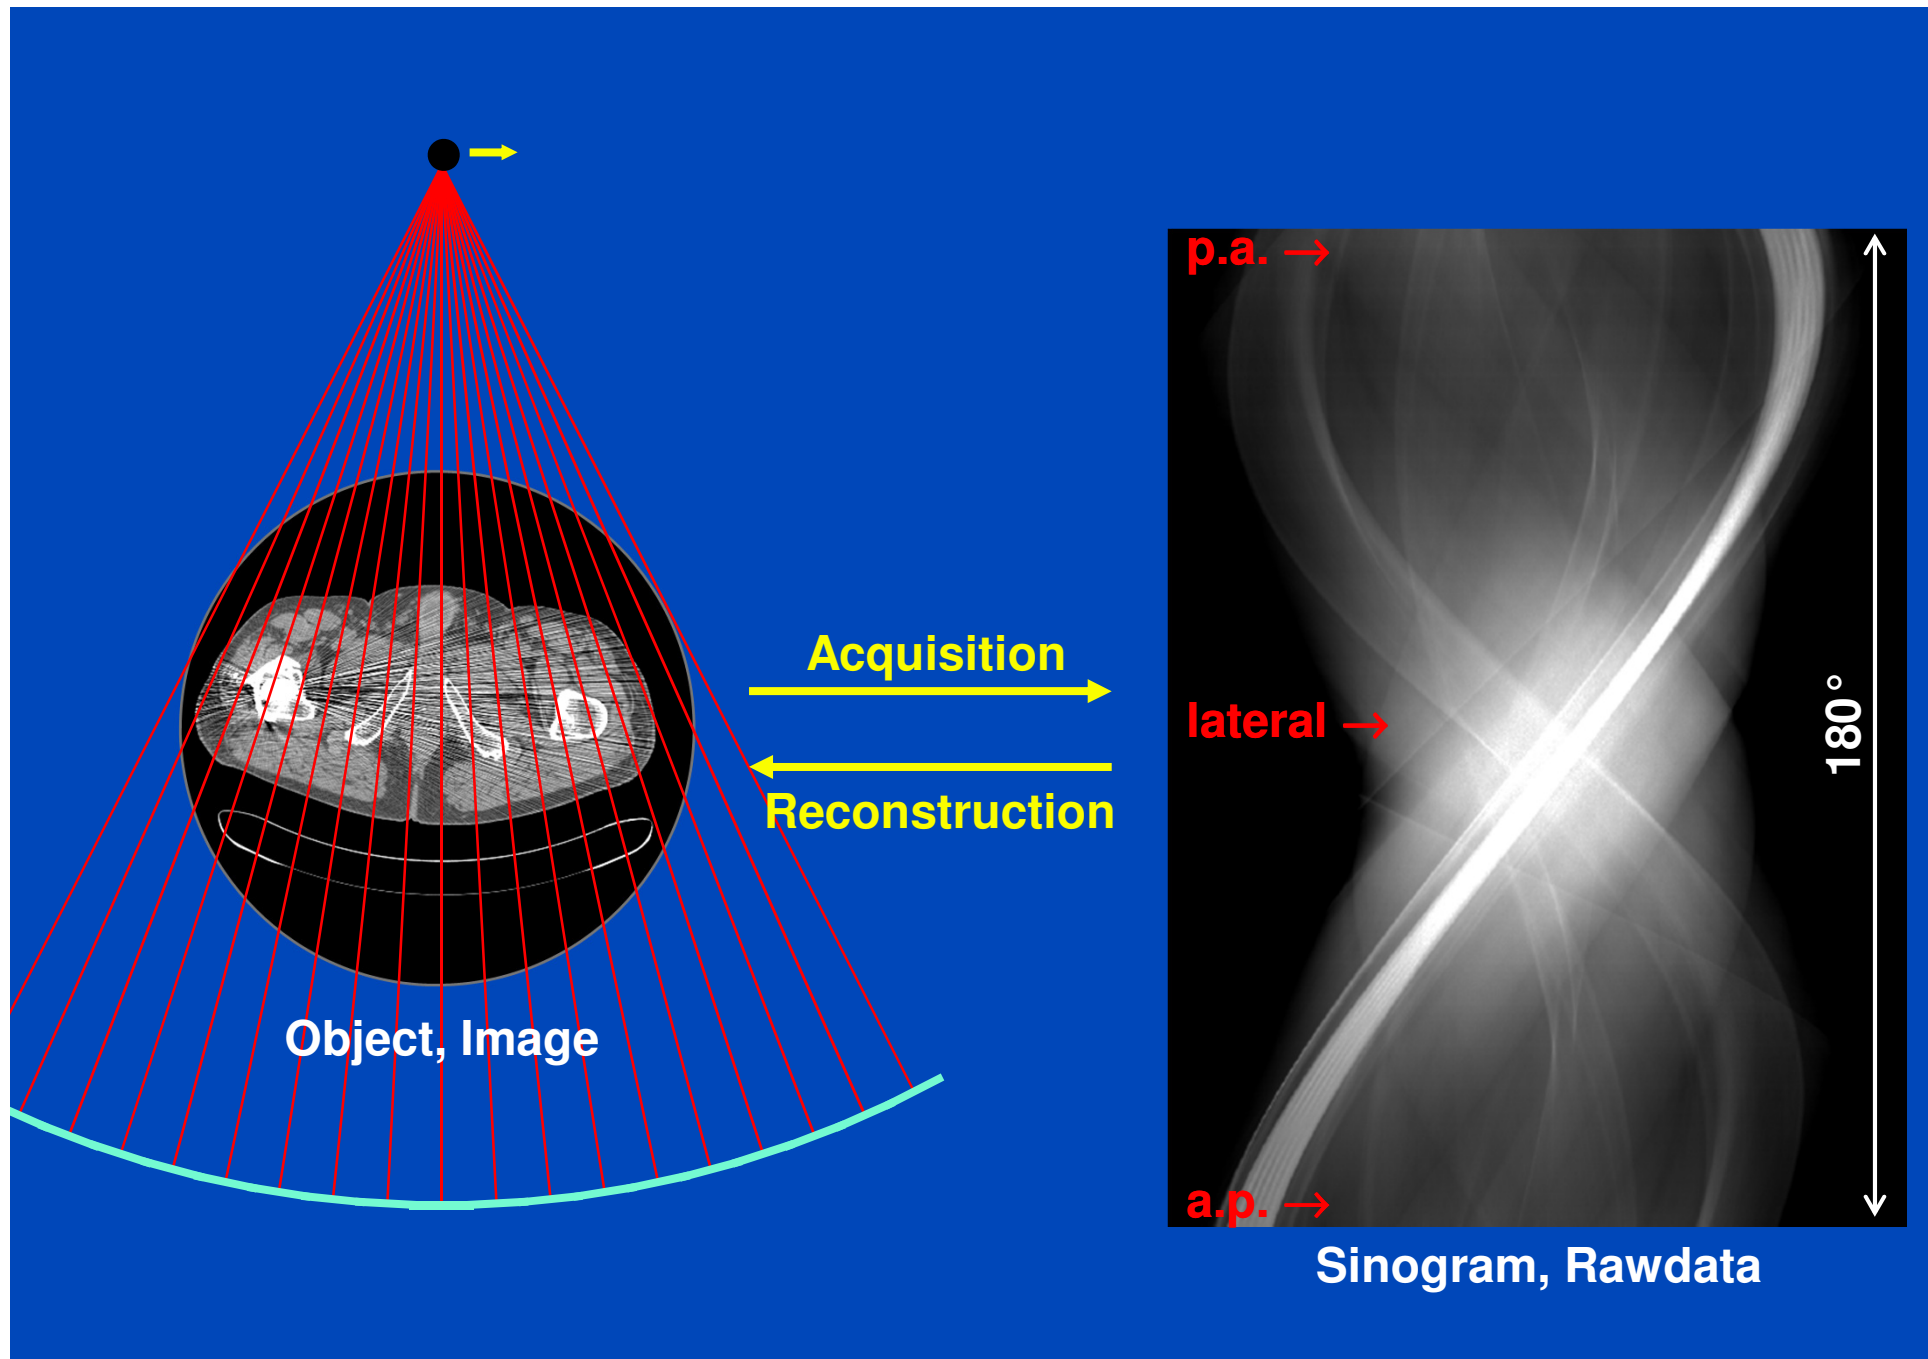 p.a. →
Acquisition
lateral →
180°
Reconstruction
Object, Image
a.p. →
Sinogram, Rawdata